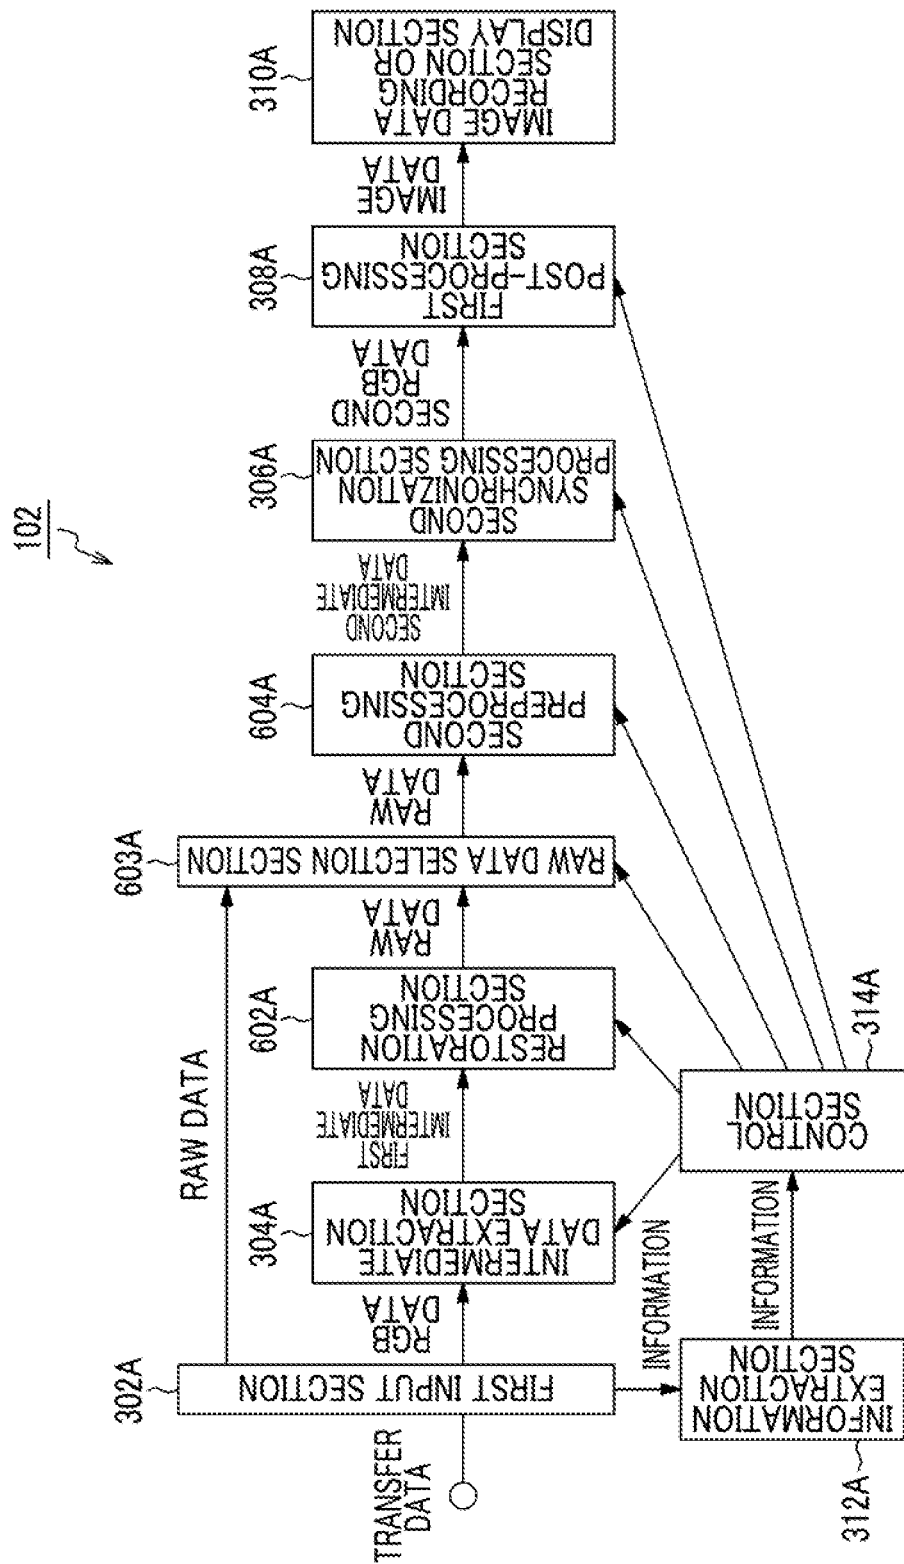 102
TRANSFER
DATA
302A
FIRST INPUT SECTION
RAW DATA
RGB
DATA
304A
INTERMEDIATE
DATA EXTRACTION
SECTION
FIRST
IMTERMEDIATE
DATA
602A
RESTORATION
PROCESSING
SECTION
RAW
DATA
603A
RAW DATA SELECTION SECTION
RAW
DATA
604A
SECOND
PREPROCESSING
SECTION
SECOND
IMTERMEDIATE
DATA
306A
SECOND
SYNCHRONIZATION
PROCESSING SECTION
SECOND
RGB
DATA
308A
FIRST
POST-PROCESSING
SECTION
IMAGE
DATA
310A
IMAGE DATA
RECORDING
SECTION OR
DISPLAY SECTION
INFORMATION
312A
INFORMATION
EXTRACTION
SECTION
INFORMATION
314A
CONTROL
SECTION